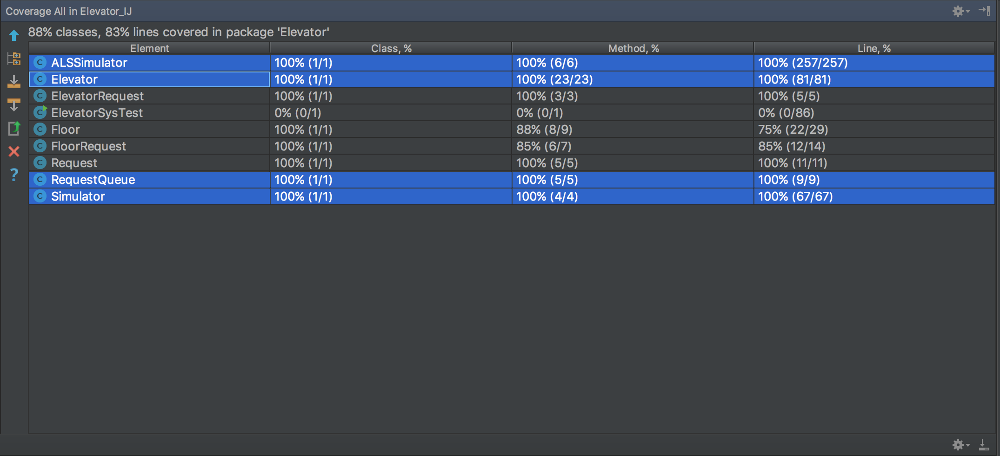 Coverage All in Elevator_IJ
88% classes, 83% lines covered in package 'Elevator'
Element Class, % Method, % Line, %
C ALSSimulator 100% (1/1) 100% (6/6) 100% (257/257)
C Elevator 100% (1/1) 100% (23/23) 100% (81/81)
C ElevatorRequest 100% (1/1) 100% (3/3) 100% (5/5)
C ElevatorSysTest 0% (0/1) 0% (0/1) 0% (0/86)
C Floor 100% (1/1) 88% (8/9) 75% (22/29)
C FloorRequest 100% (1/1) 85% (6/7) 85% (12/14)
C Request 100% (1/1) 100% (5/5) 100% (11/11)
C RequestQueue 100% (1/1) 100% (5/5) 100% (9/9)
C Simulator 100% (1/1) 100% (4/4) 100% (67/67)